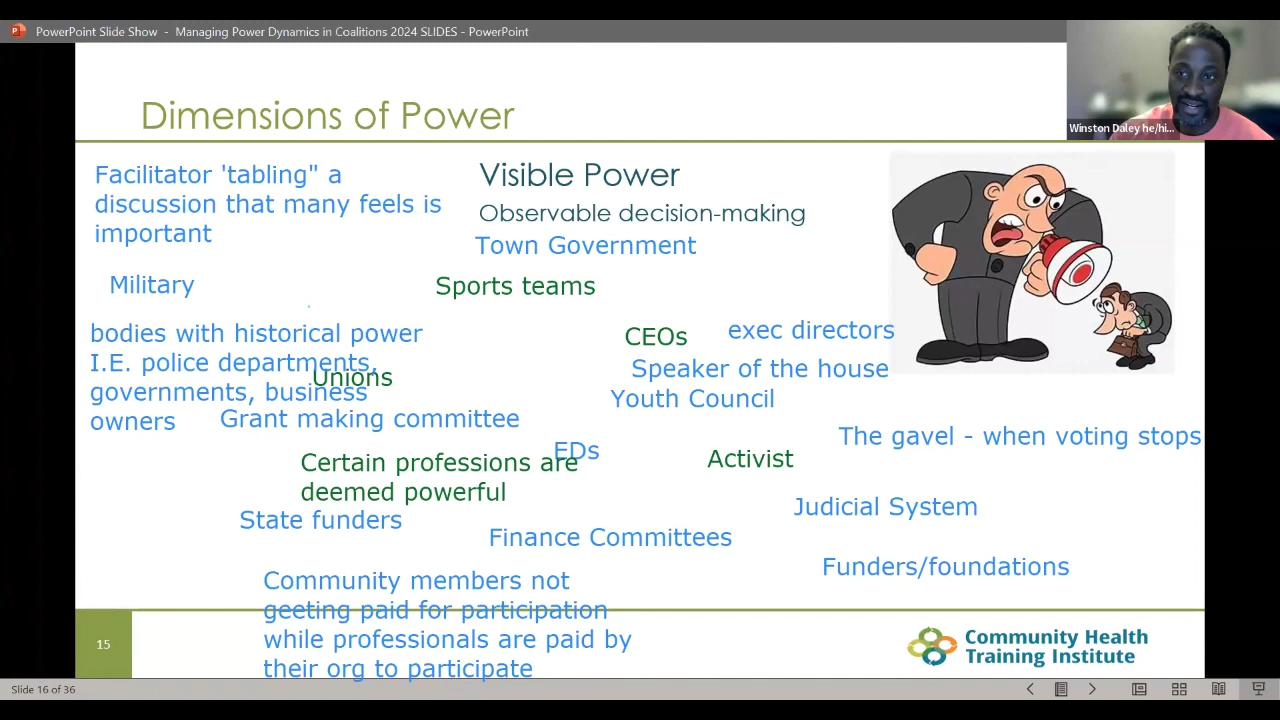 PowerPoint Slide Show - Managing Power Dynamics in Coalitions 2024 SLIDES - PowerPoint
Winston Daley he/hi...
Dimensions of Power
Facilitator 'tabling" a
discussion that many feels is
important
Visible Power
Observable decision-making
Town Government
Military
Sports teams
bodies with historical power
I.E. police departments,
governments, business
owners
CEOs
exec directors
Speaker of the house
Unions
Youth Council
Grant making committee
The gavel - when voting stops
EDs
Certain professions are
deemed powerful
Activist
Judicial System
State funders
Finance Committees
Funders/foundations
Community members not
geeting paid for participation
while professionals are paid by
their org to participate
15
Community Health
Training Institute
Slide 16 of 36